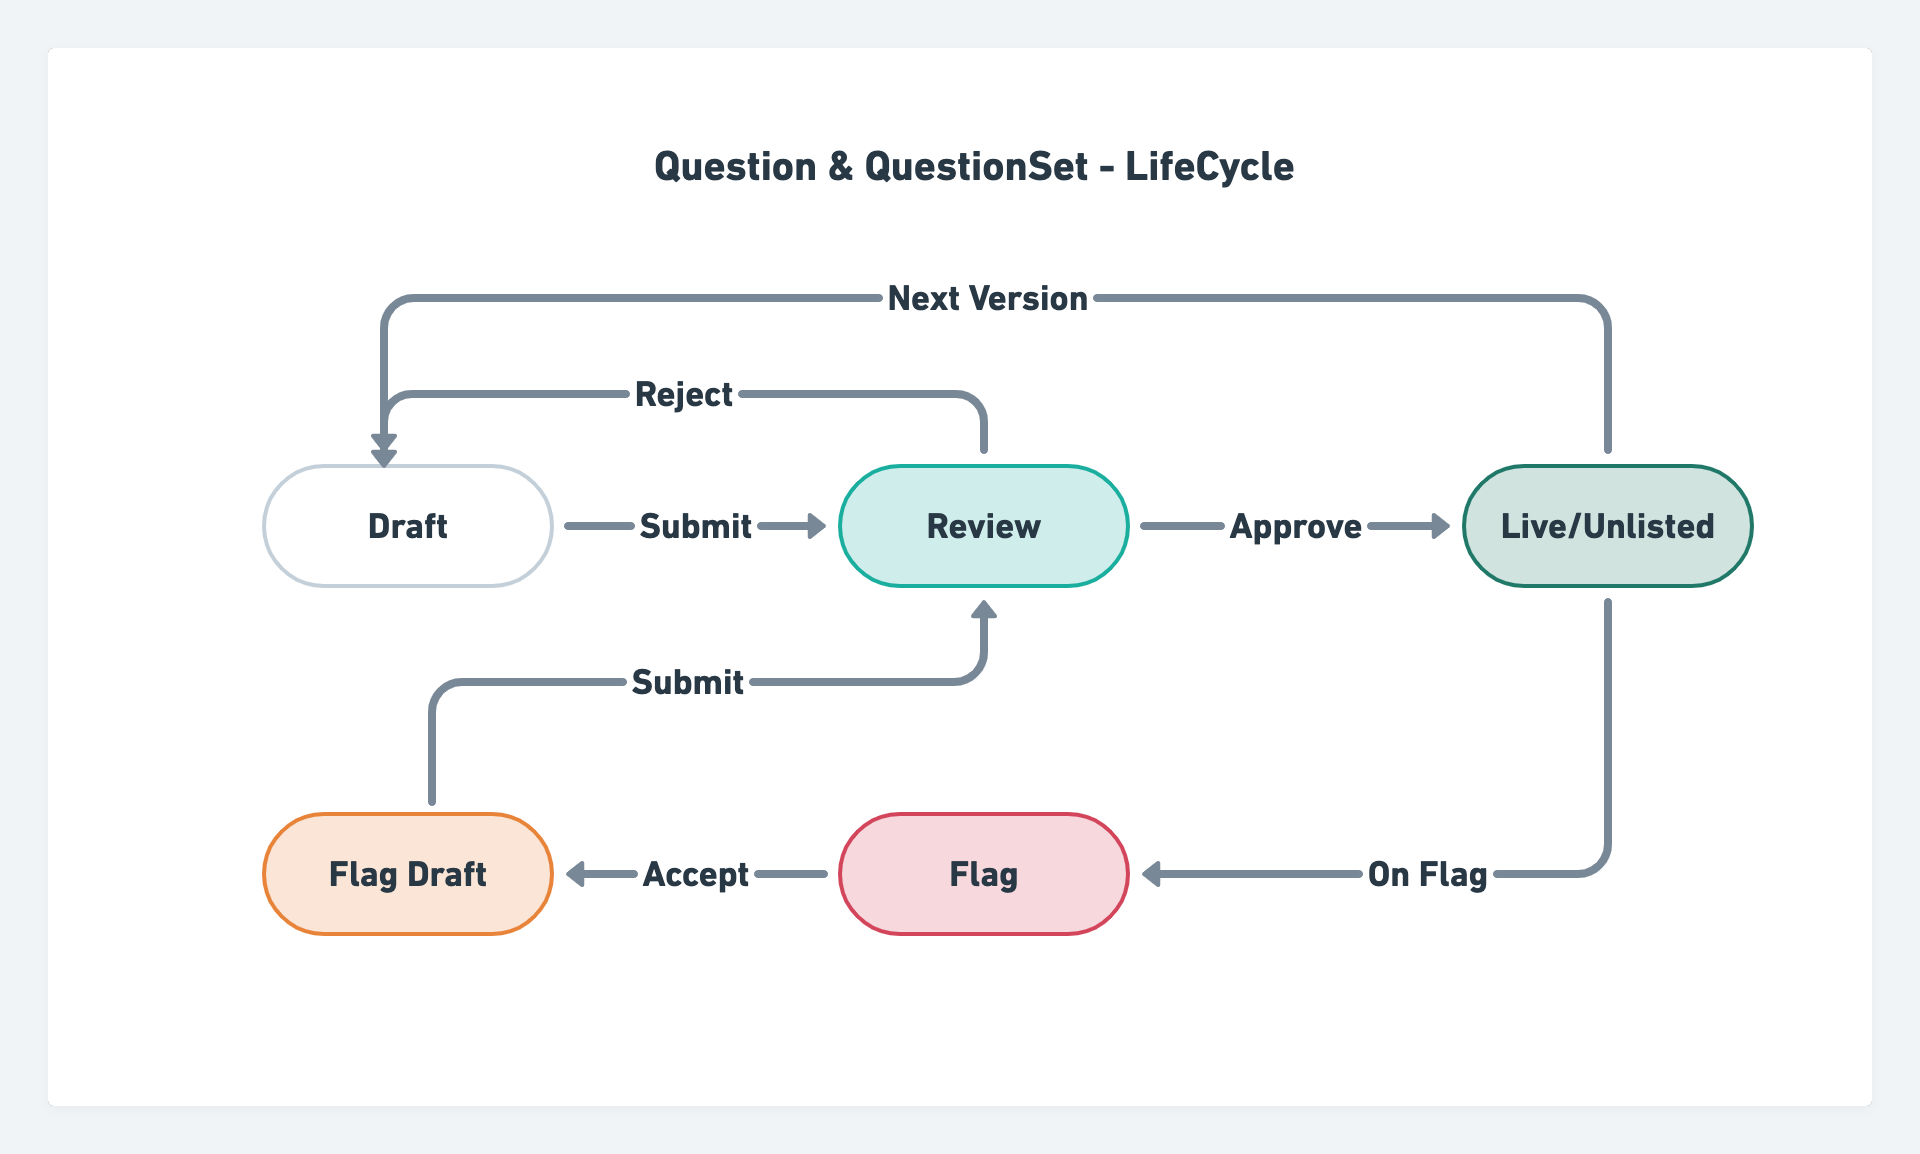 Question & QuestionSet - LifeCycle
Next Version
Reject
Draft
Submit
Review
Approve
Live/Unlisted
Submit
Flag Draft
Accept
Flag
On Flag